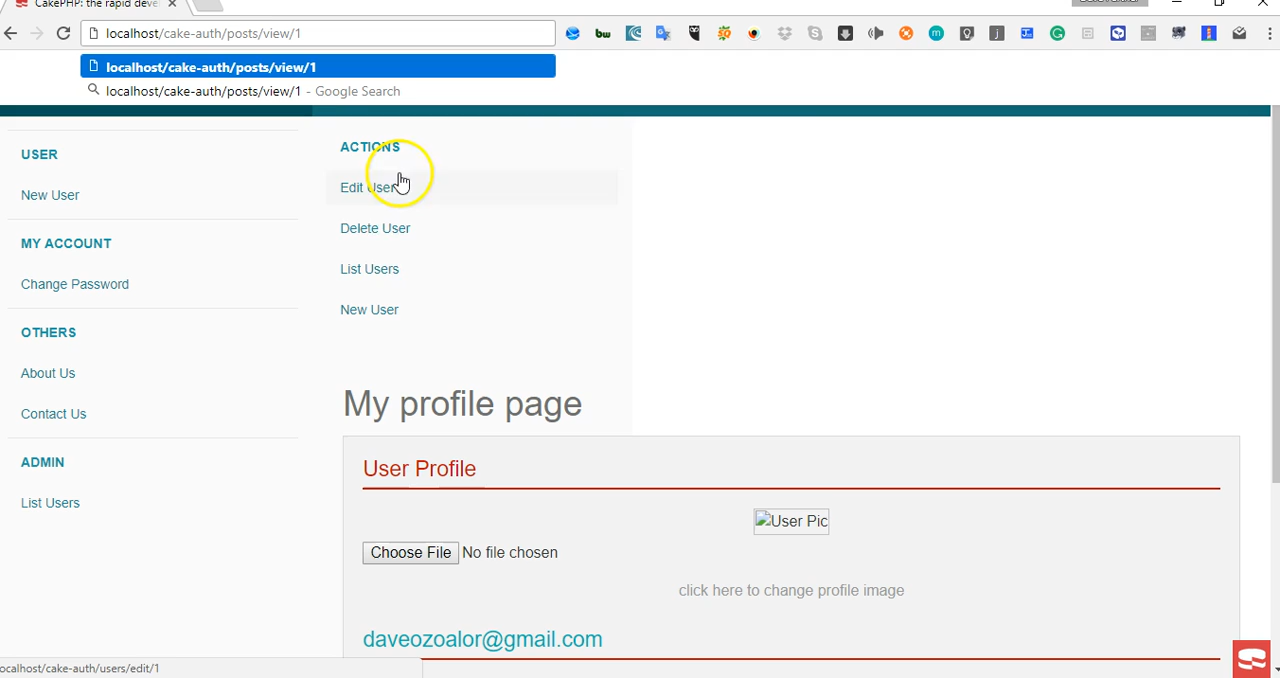 CakePHP: the rapid deve
localhost/cake-auth/posts/view/1
localhost/cake-auth/posts/view/1
localhost/cake-auth/posts/view/1 - Google Search
USER
New User
MY ACCOUNT
Change Password
OTHERS
About Us
Contact Us
ADMIN
List Users
ACTIONS
Edit User
Delete User
List Users
New User
My profile page
User Profile
User Pic
Choose File No file chosen
click here to change profile image
daveozoalor@gmail.com
ocalhost/cake-auth/users/edit/1